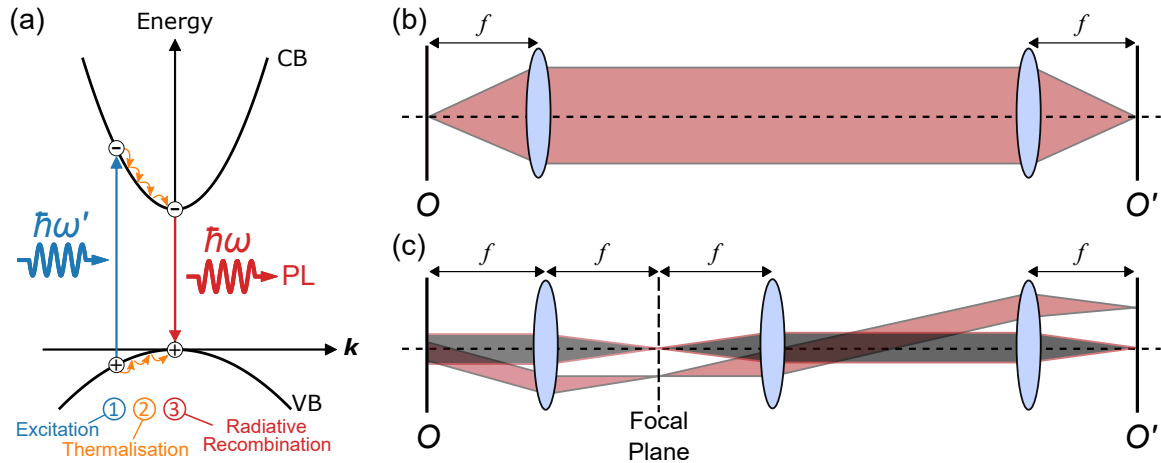 (a)
Energy
CB
ħω'
ħω
PL
k
VB
1 2 3
Excitation
Thermalisation
Radiative
Recombination
(b)
f
f
O
O'
(c)
f
f
f
f
O
Focal
Plane
O'